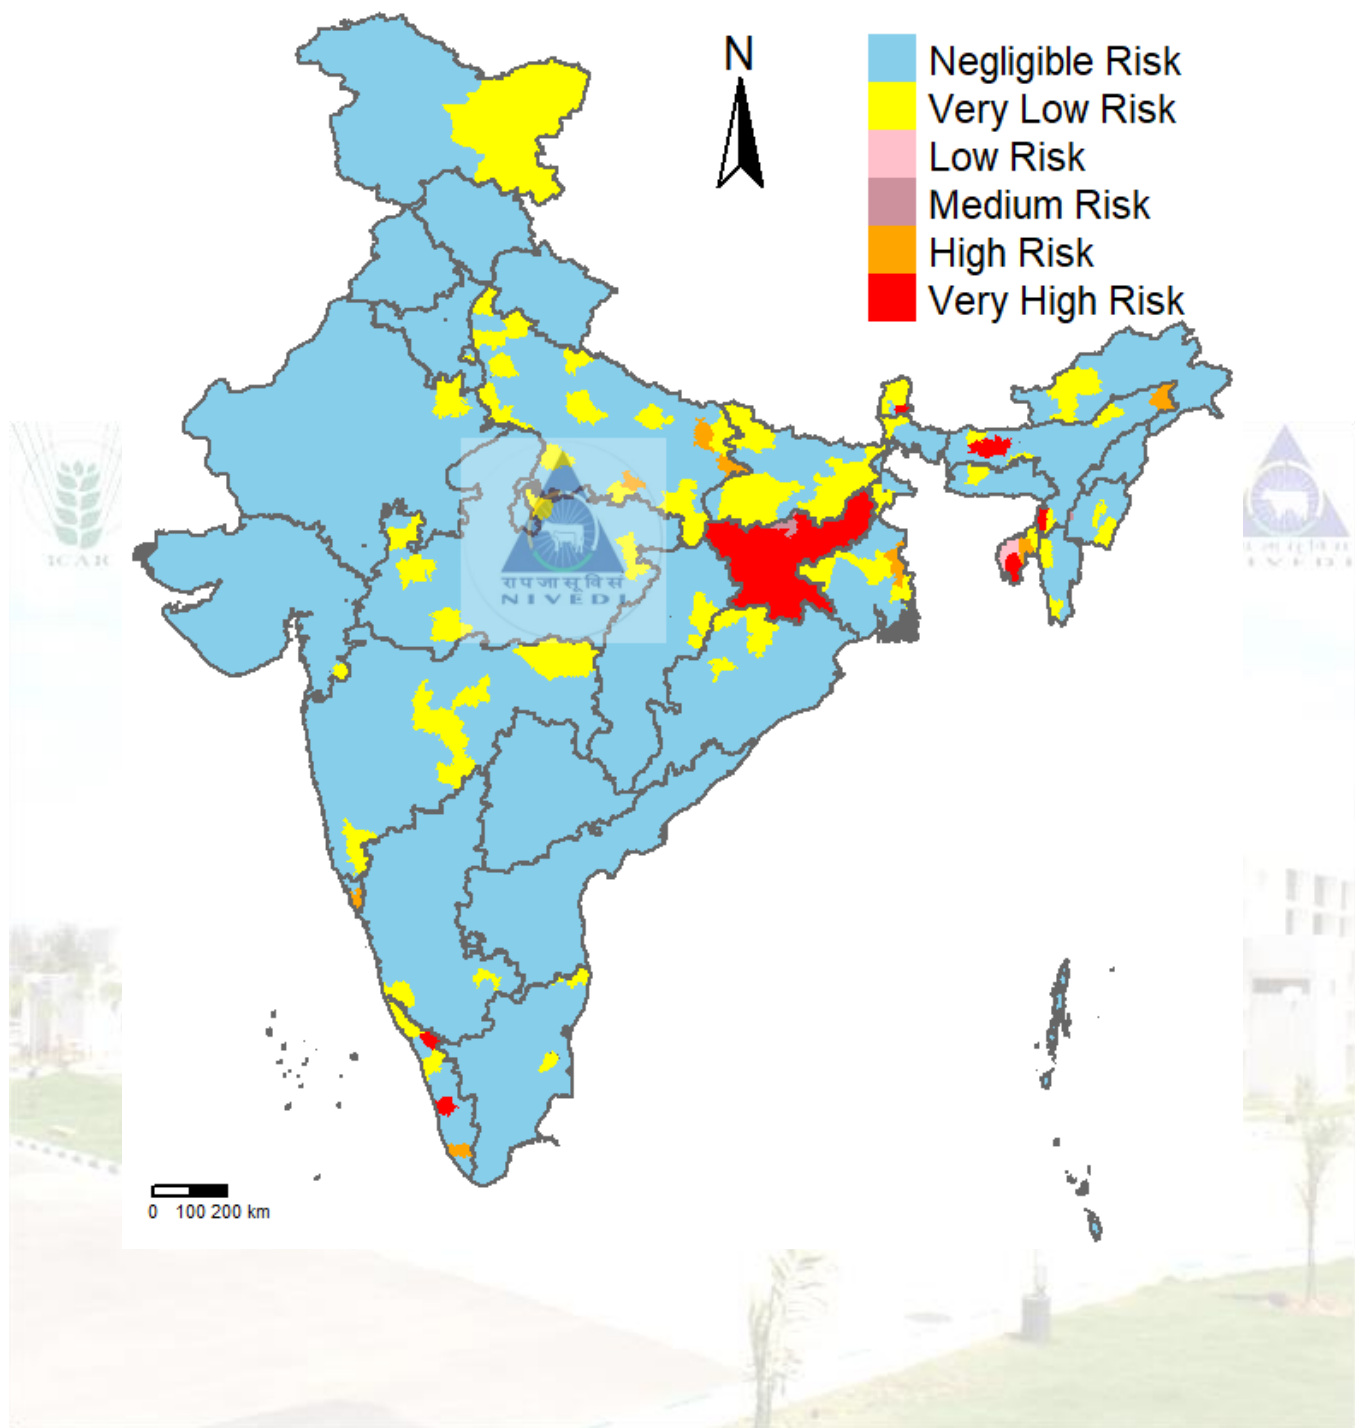 N
Negligible Risk
Very Low Risk
Low Risk
Medium Risk
High Risk
Very High Risk
ICAR
रा प जा सू वि सं
NIVEDI
0 100 200 km